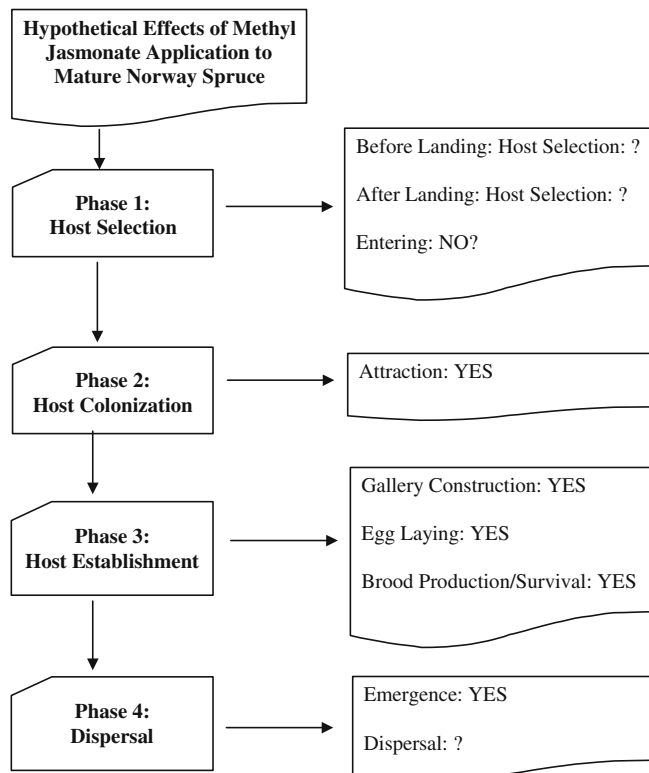 Hypothetical Effects of Methyl
Jasmonate Application to
Mature Norway Spruce
Phase 1:
Host Selection
Before Landing: Host Selection: ?
After Landing: Host Selection: ?
Entering: NO?
Phase 2:
Host Colonization
Attraction: YES
Phase 3:
Host Establishment
Gallery Construction: YES
Egg Laying: YES
Brood Production/Survival: YES
Phase 4:
Dispersal
Emergence: YES
Dispersal: ?